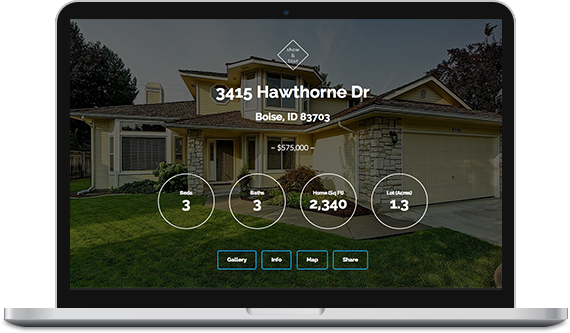 show
&
tour
3415 Hawthorne Dr
Boise, ID 83703
~ $575,000 ~
Beds
3
Baths
3
Home (Sq Ft)
2,340
Lot (Acres)
1.3
Gallery Info Map Share